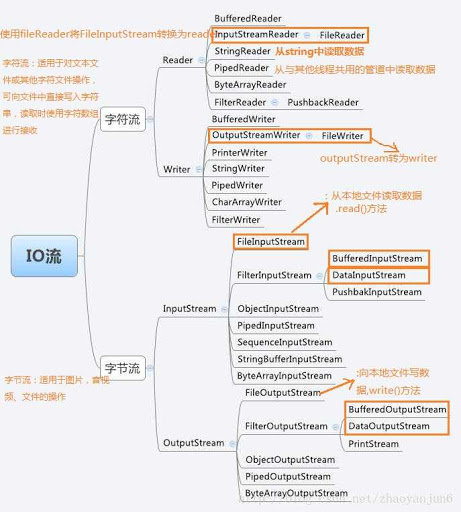 使用fileReader将FileInputStream转换为reader
字符流：适用于对文本文
件或其他字符文件操作，
可向文件中直接写入字符
串，读取时使用字符数组
进行接收
IO流
字符流
Reader
BufferedReader
InputStreamReader
FileReader
StringReader
从string中读取数据
PipedReader
从与其他线程共用的管道中读取数据
ByteArrayReader
FilterReader
PushbackReader
Writer
BufferedWriter
OutputStreamWriter
FileWriter
outputStream转为writer
PrinterWriter
StringWriter
PipedWriter
CharArrayWriter
FilterWriter
：从本地文件读取数据
.read()方法
字节流
字节流：适用于图片，音视
频、文件的操作
InputStream
FileInputStream
FilterInputStream
BufferedInputStream
DataInputStream
PushbakInputStream
ObjectInputStream
PipedInputStream
SequenceInputStream
StringBufferInputStream
ByteArrayInputStream
OutputStream
FileOutputStream
:向本地文件写数
据,write()方法
FilterOutputStream
BufferedOutputStream
DataOutputStream
PrintStream
ObjectOutputStream
PipedOutputStream
ByteArrayOutputStream
net/zhaoyanjun6